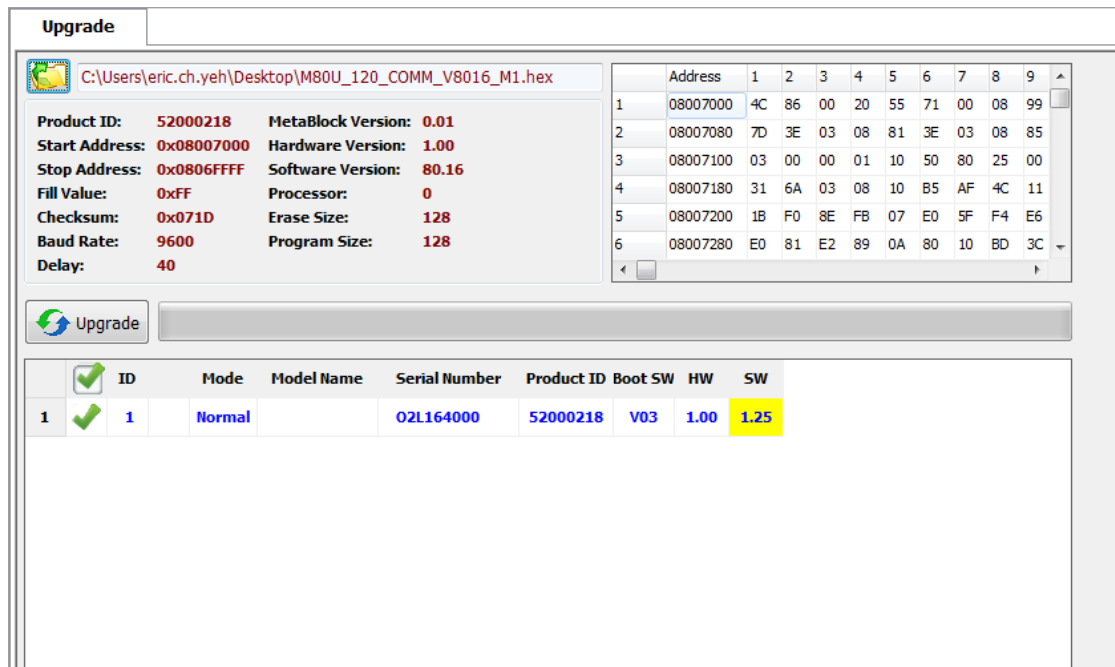 Upgrade
C:\Users\eric.ch.yeh\Desktop\M80U_120_COMM_V8016_M1.hex
Product ID: 52000218 MetaBlock Version: 0.01
Start Address: 0x08007000 Hardware Version: 1.00
Stop Address: 0x0806FFFF Software Version: 80.16
Fill Value: 0xFF Processor: 0
Checksum: 0x071D Erase Size: 128
Baud Rate: 9600 Program Size: 128
Delay: 40
Address 1 2 3 4 5 6 7 8 9
1 08007000 4C 86 00 20 55 71 00 08 99
2 08007080 7D 3E 03 08 81 3E 03 08 85
3 08007100 03 00 00 01 10 50 80 25 00
4 08007180 31 6A 03 08 10 B5 AF 4C 11
5 08007200 1B F0 8E FB 07 E0 5F F4 E6
6 08007280 E0 81 E2 89 0A 80 10 BD 3C
Upgrade
ID Mode Model Name Serial Number Product ID Boot SW HW SW
1 1 Normal O2L164000 52000218 V03 1.00 1.25